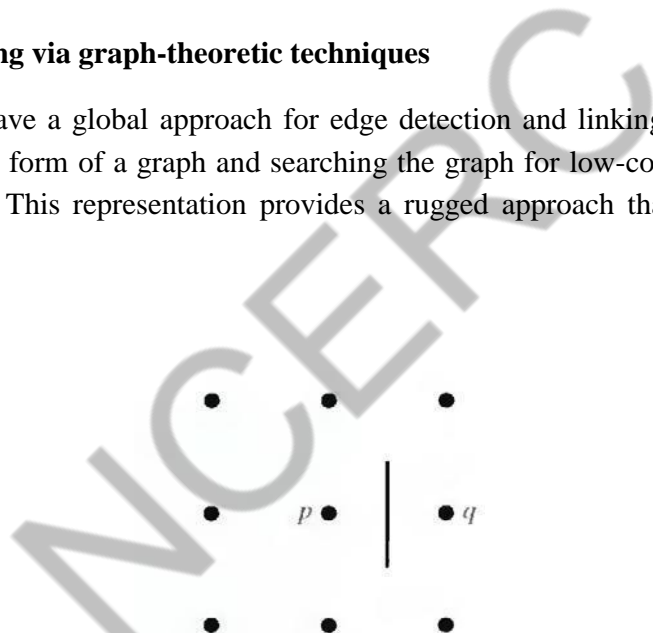 ng via graph-theoretic techniques
ave a global approach for edge detection and linking
form of a graph and searching the graph for low-co
This representation provides a rugged approach tha
p q
NCERC